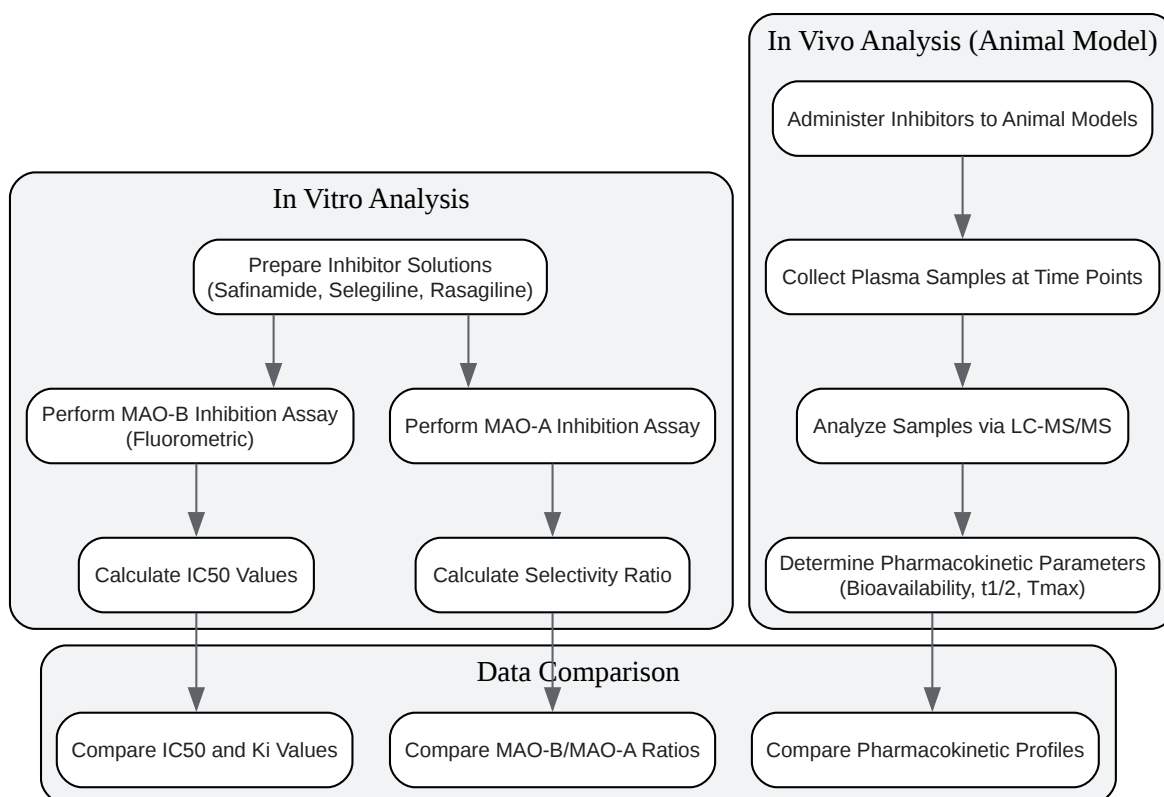 In Vivo Analysis (Animal Model)
Administer Inhibitors to Animal Models
Collect Plasma Samples at Time Points
Analyze Samples via LC-MS/MS
Determine Pharmacokinetic Parameters
(Bioavailability, t1/2, Tmax)
In Vitro Analysis
Prepare Inhibitor Solutions
(Safinamide, Selegiline, Rasagiline)
Perform MAO-B Inhibition Assay
(Fluorometric)
Perform MAO-A Inhibition Assay
Calculate IC50 Values
Calculate Selectivity Ratio
Data Comparison
Compare IC50 and Ki Values
Compare MAO-B/MAO-A Ratios
Compare Pharmacokinetic Profiles